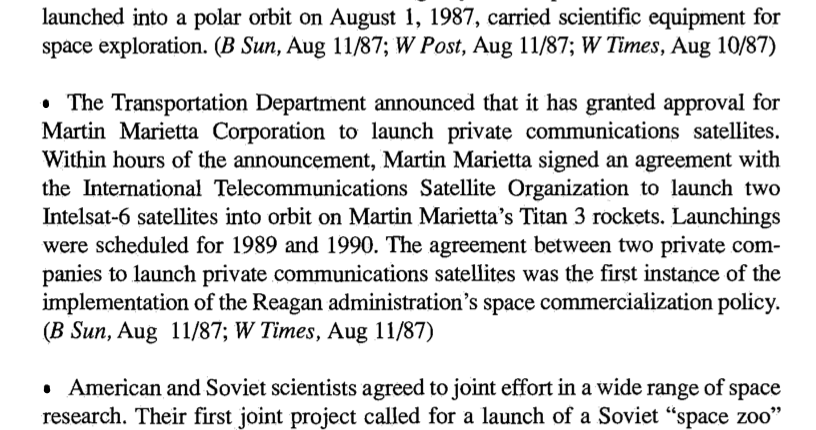 launched into a polar orbit on August 1, 1987, carried scientific equipment for
space exploration. (B Sun, Aug 11/87; W Post, Aug 11/87; W Times, Aug 10/87)
• The Transportation Department announced that it has granted approval for
Martin Marietta Corporation to launch private communications satellites.
Within hours of the announcement, Martin Marietta signed an agreement with
the International Telecommunications Satellite Organization to launch two
Intelsat-6 satellites into orbit on Martin Marietta's Titan 3 rockets. Launchings
were scheduled for 1989 and 1990. The agreement between two private com-
panies to launch private communications satellites was the first instance of the
implementation of the Reagan administration's space commercialization policy.
(B Sun, Aug 11/87; W Times, Aug 11/87)
• American and Soviet scientists agreed to joint effort in a wide range of space
research. Their first joint project called for a launch of a Soviet “space zoo”